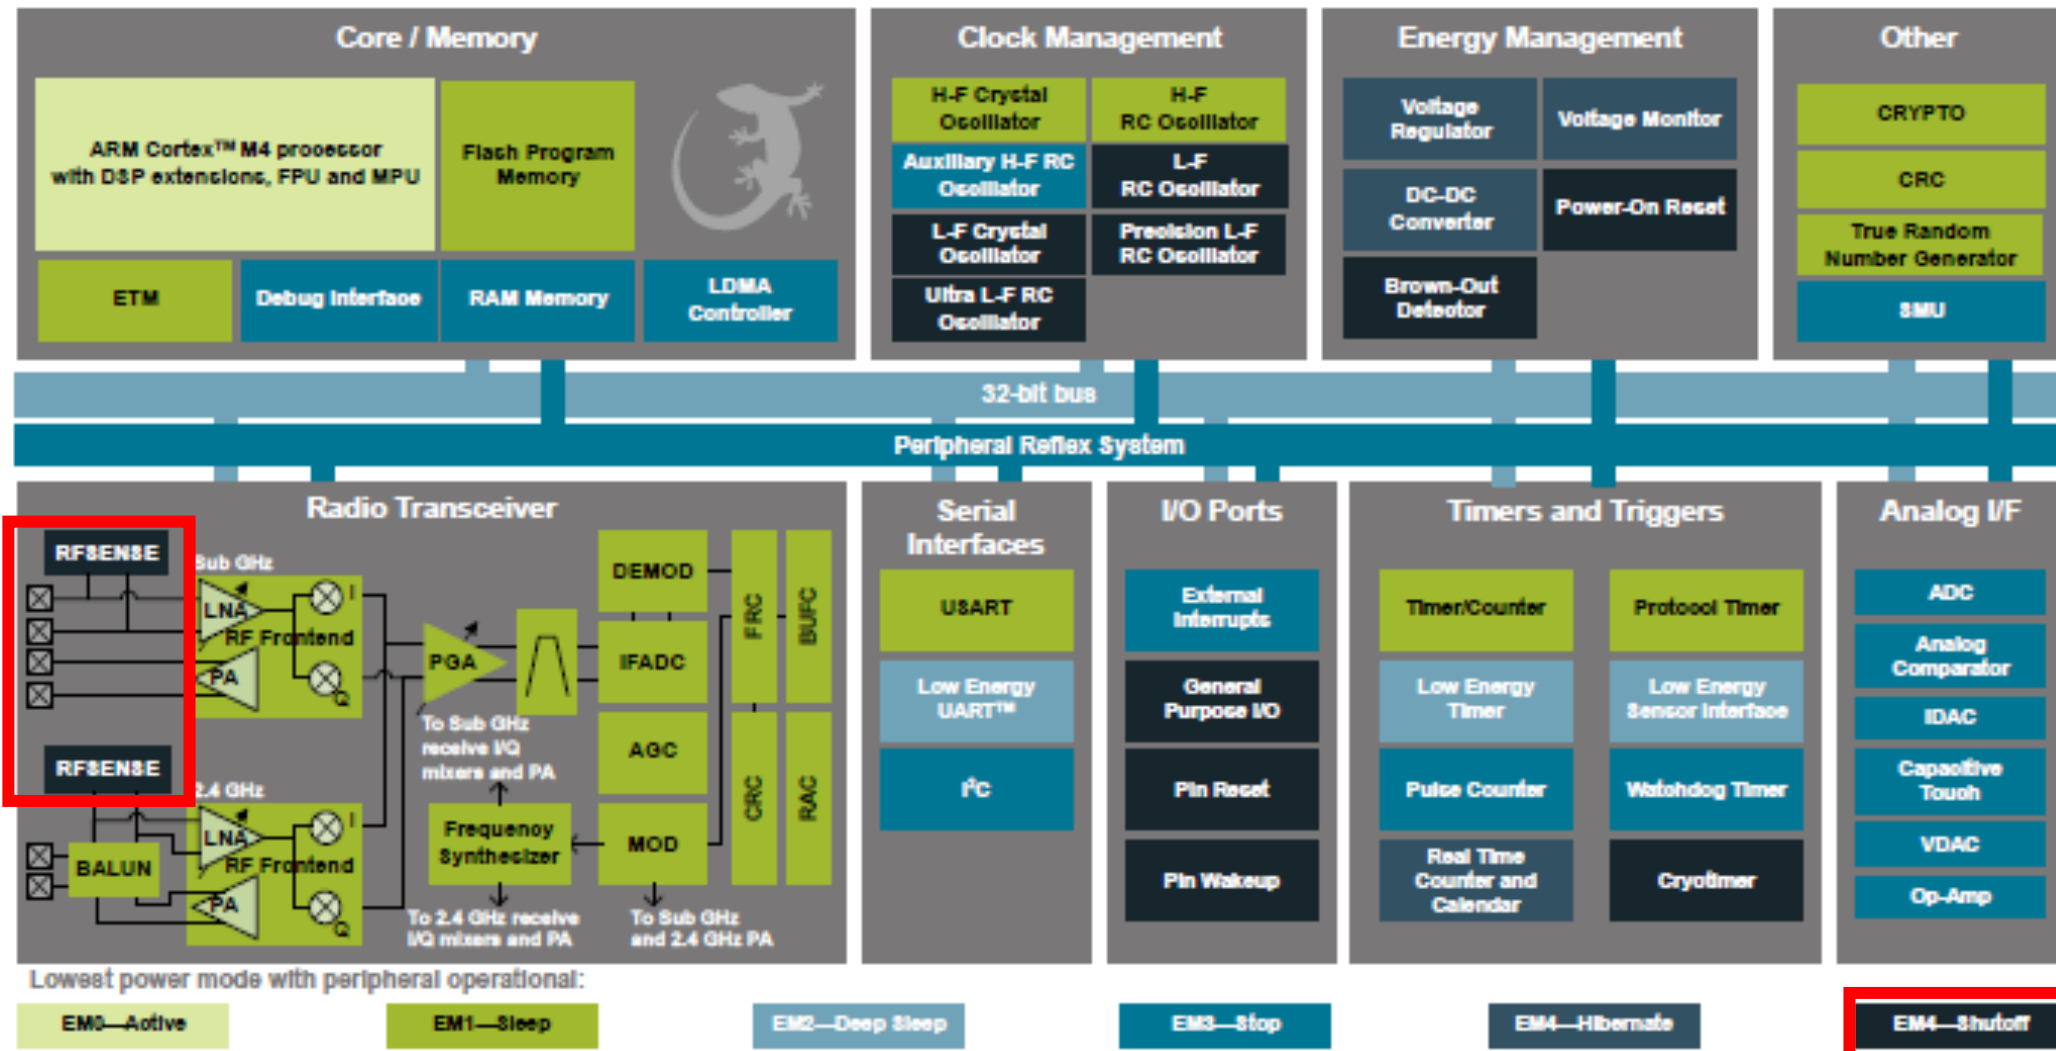 Core / Memory
ARM Cortex™ M4 processor
with DSP extensions, FPU and MPU
Flash Program
Memory
ETM
Debug Interface
RAM Memory
LDMA
Controller
Clock Management
H-F Crystal
Oscillator
H-F
RC Oscillator
Auxiliary H-F RC
Oscillator
L-F
RC Oscillator
L-F Crystal
Oscillator
Precision L-F
RC Oscillator
Ultra L-F RC
Oscillator
Energy Management
Voltage
Regulator
Voltage Monitor
DC-DC
Converter
Power-On Reset
Brown-Out
Detector
Other
CRYPTO
CRC
True Random
Number Generator
SMU
32-bit bus
Peripheral Reflex System
Radio Transceiver
RFSENSE
Sub GHz
LNA
I
RF Frontend
PA
Q
RFSENSE
2.4 GHz
LNA
I
RF Frontend
PA
Q
BALUN
PGA
To Sub GHz
receive I/Q
mixers and PA
Frequency
Synthesizer
To 2.4 GHz receive
I/Q mixers and PA
DEMOD
IFADC
AGC
MOD
To Sub GHz
and 2.4 GHz PA
FRC
BUFC
CRC
RAC
Serial
Interfaces
USART
Low Energy
UART™
I²C
I/O Ports
External
Interrupts
General
Purpose I/O
Pin Reset
Pin Wakeup
Timers and Triggers
Timer/Counter
Protocol Timer
Low Energy
Timer
Low Energy
Sensor Interface
Pulse Counter
Watchdog Timer
Real Time
Counter and
Calendar
Cryotimer
Analog I/F
ADC
Analog
Comparator
IDAC
Capacitive
Touch
VDAC
Op-Amp
Lowest power mode with peripheral operational:
EM0—Active
EM1—Sleep
EM2—Deep Sleep
EM3—Stop
EM4—Hibernate
EM4—Shutoff